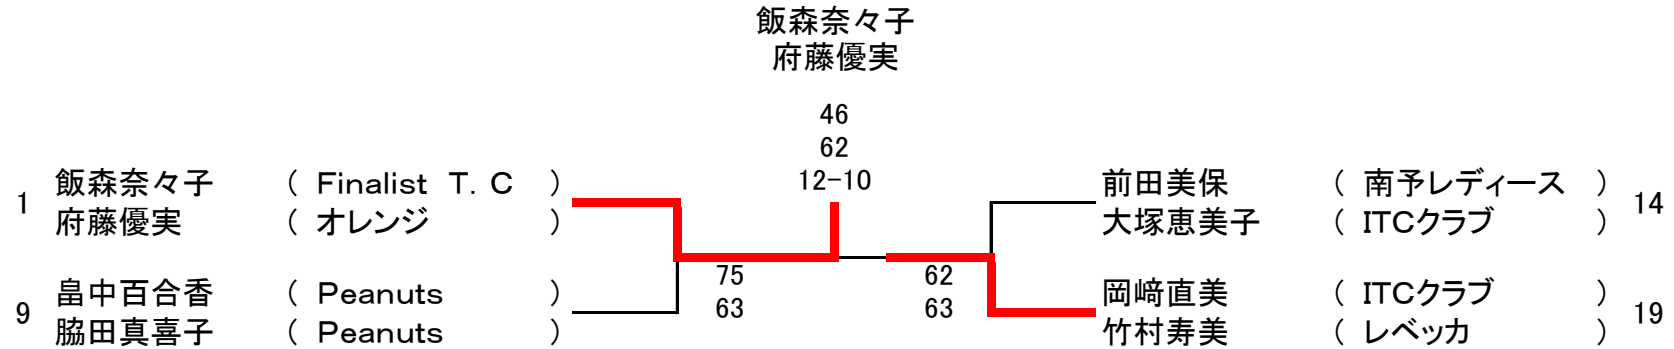 飯森奈々子
府藤優実
46
62
12-10
1 飯森奈々子 ( Finalist T. C )
府藤優実 ( オレンジ )
前田美保 ( 南予レディース ) 14
大塚恵美子 ( ITCクラブ )
75
63
62
63
9 畠中百合香 ( Peanuts )
脇田真喜子 ( Peanuts )
岡﨑直美 ( ITCクラブ ) 19
竹村寿美 ( レベッカ )